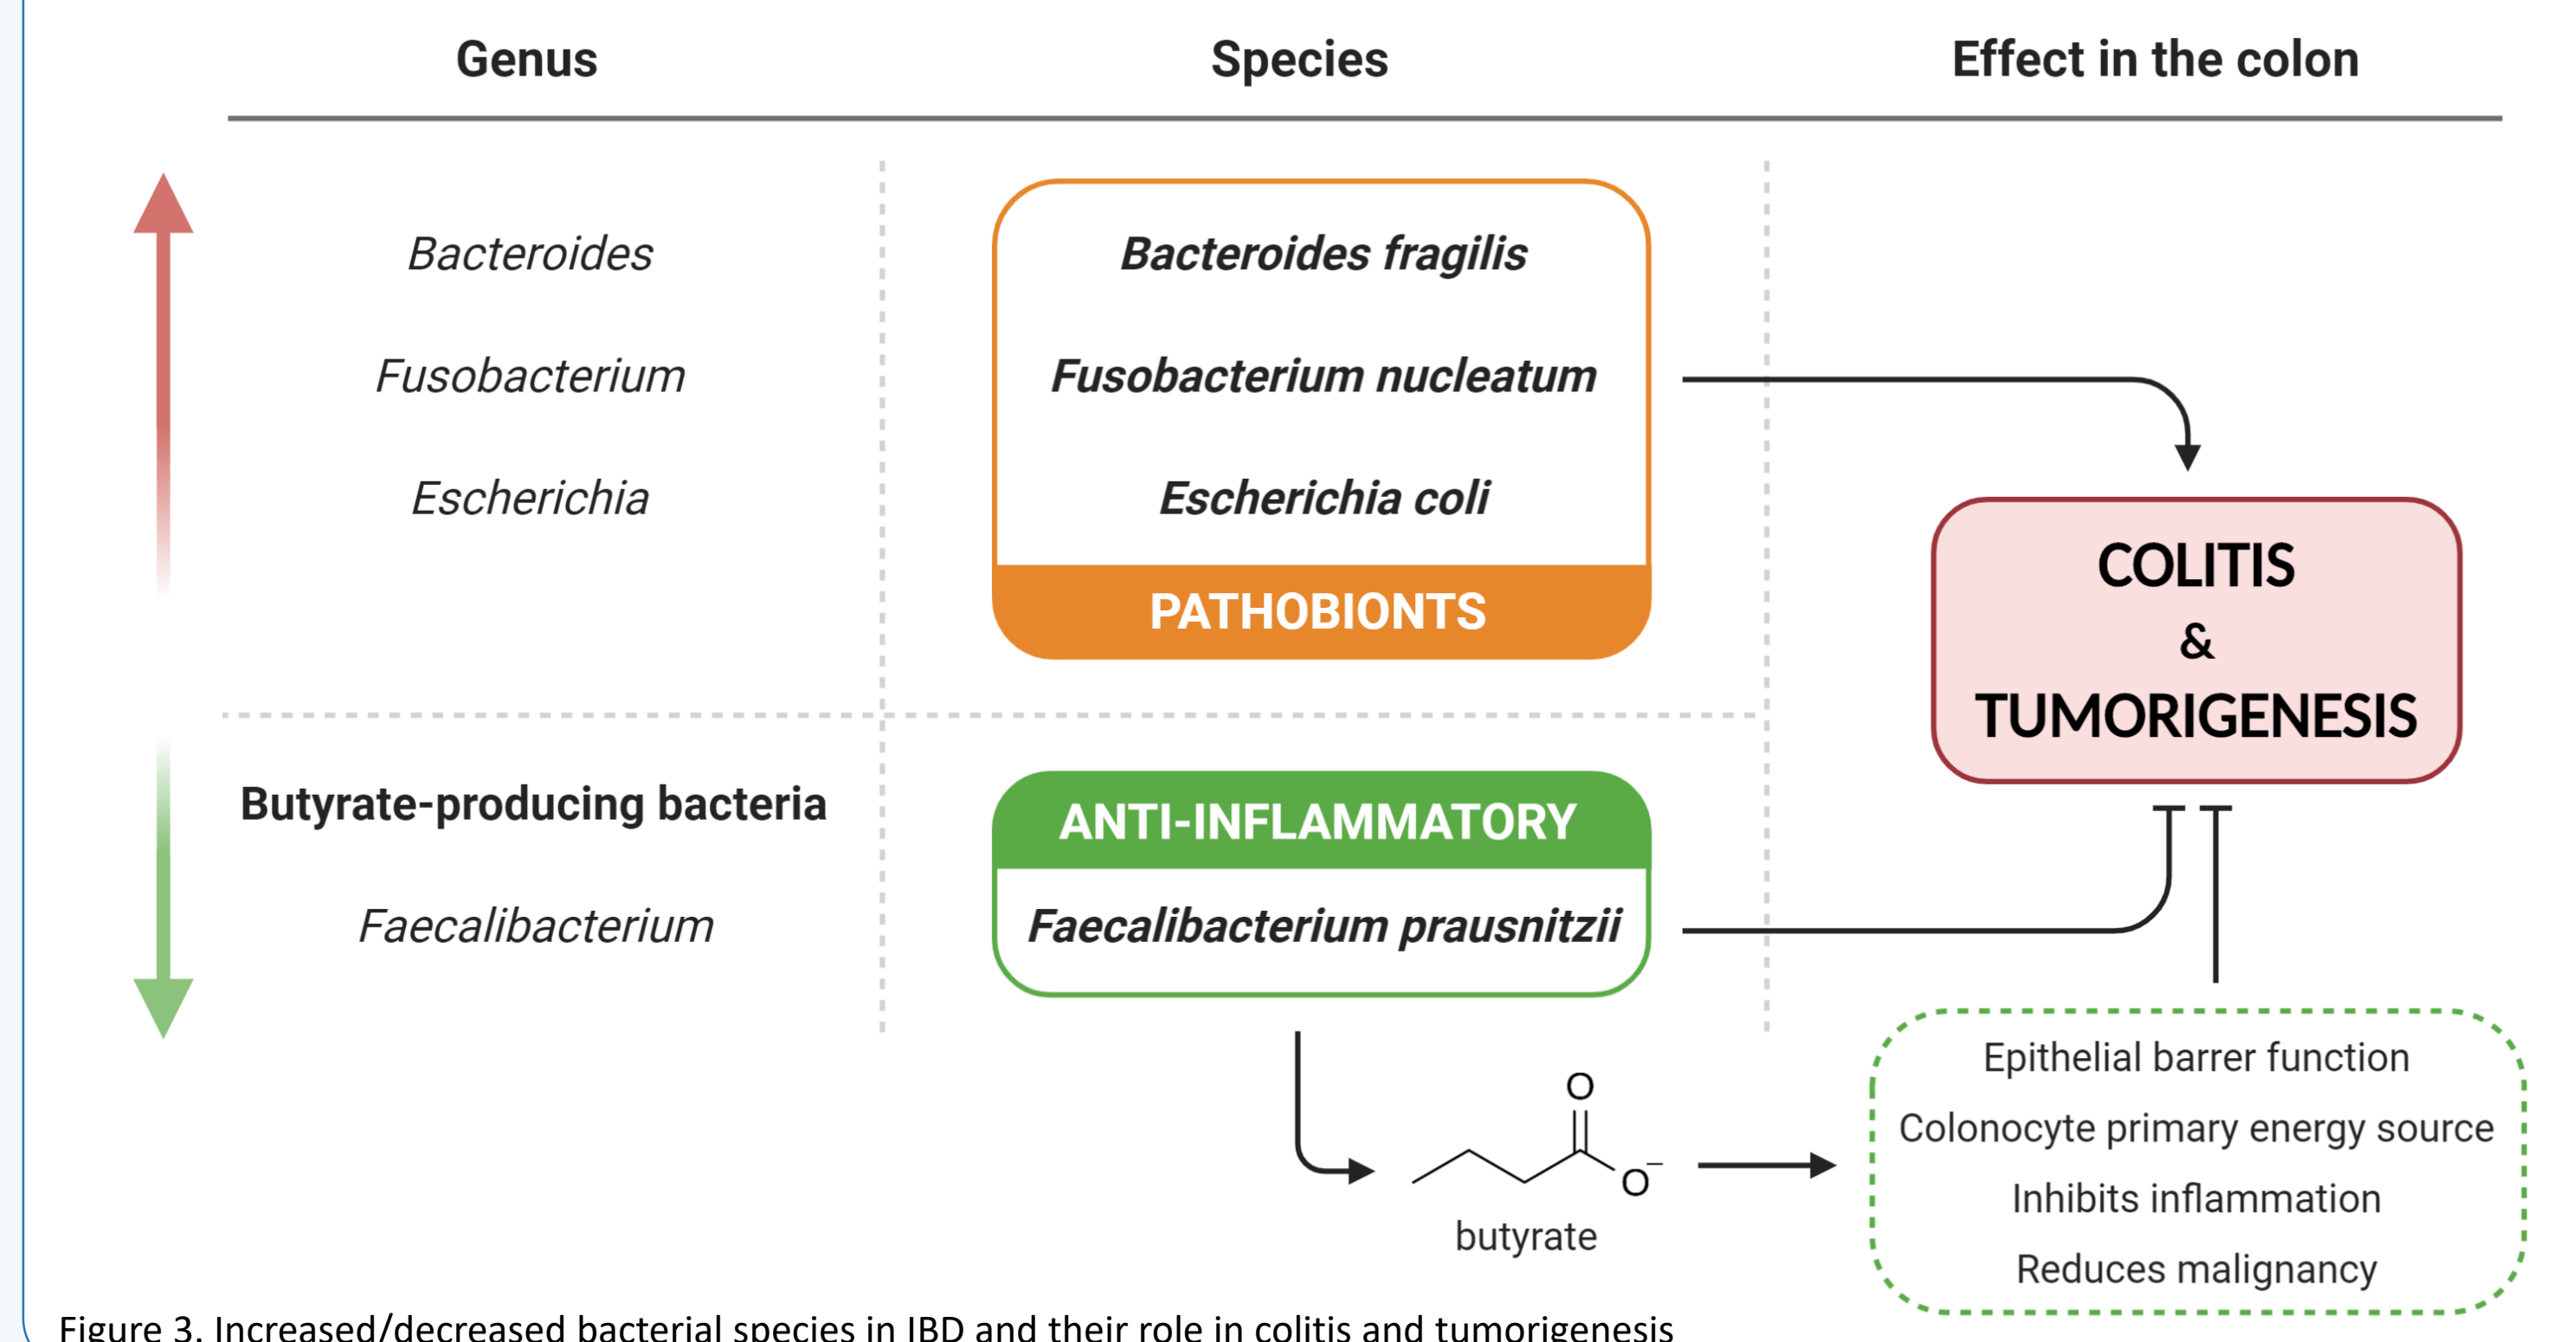 Genus
Species
Effect in the colon
Bacteroides
Fusobacterium
Escherichia
Bacteroides fragilis
Fusobacterium nucleatum
Escherichia coli
PATHOBIONTS
COLITIS
&
TUMORIGENESIS
Butyrate-producing bacteria
Faecalibacterium
ANTI-INFLAMMATORY
Faecalibacterium prausnitzii
O
O⁻
butyrate
Epithelial barrer function
Colonocyte primary energy source
Inhibits inflammation
Reduces malignancy
Figure 3. Increased/decreased bacterial species in IBD and their role in colitis and tumorigenesis